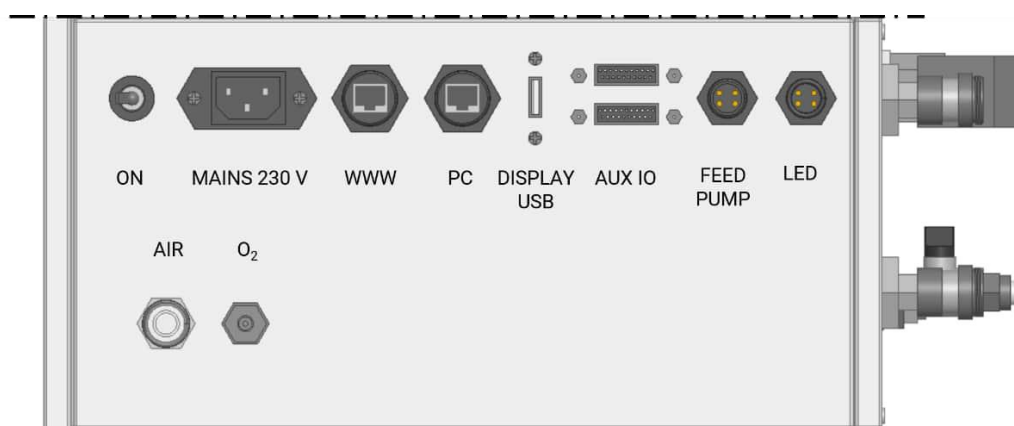 ON
MAINS 230 V
WWW
PC
DISPLAY
USB
AUX IO
FEED
PUMP
LED
AIR
O₂